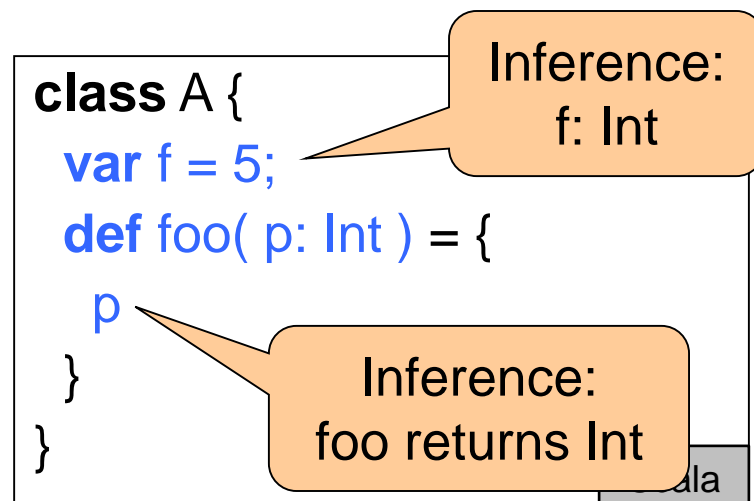 class A {
var f = 5;
def foo( p: Int ) = {
p
}
}
Inference:
f: Int
Inference:
foo returns Int